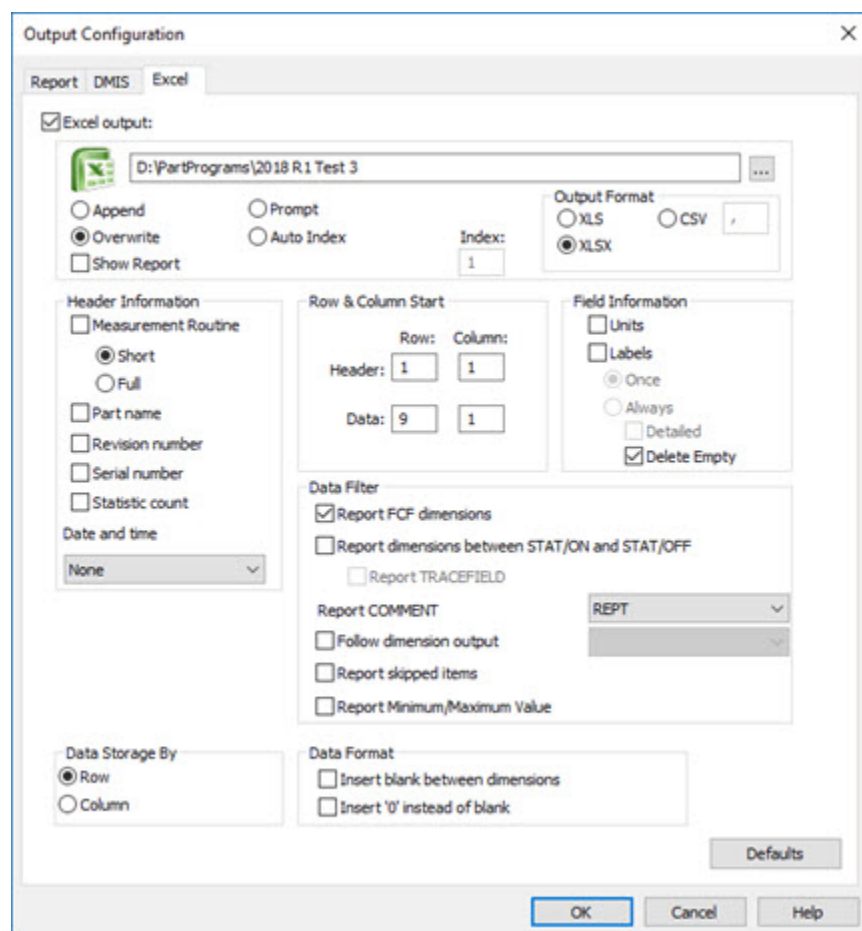 Output Configuration
Report DMIS Excel
Excel output:
D:\PartPrograms\2018 R1 Test 3
...
Append
Prompt
Overwrite
Auto Index
Show Report
Index:
1
Output Format
XLS
CSV
,
XLSX
Header Information
Measurement Routine
Short
Full
Part name
Revision number
Serial number
Statistic count
Date and time
None
Row & Column Start
Row: Column:
Header: 1 1
Data: 9 1
Field Information
Units
Labels
Once
Always
Detailed
Delete Empty
Data Filter
Report FCF dimensions
Report dimensions between STAT/ON and STAT/OFF
Report TRACEFIELD
Report COMMENT
REPT
Follow dimension output
Report skipped items
Report Minimum/Maximum Value
Data Storage By
Row
Column
Data Format
Insert blank between dimensions
Insert '0' instead of blank
Defaults
OK Cancel Help